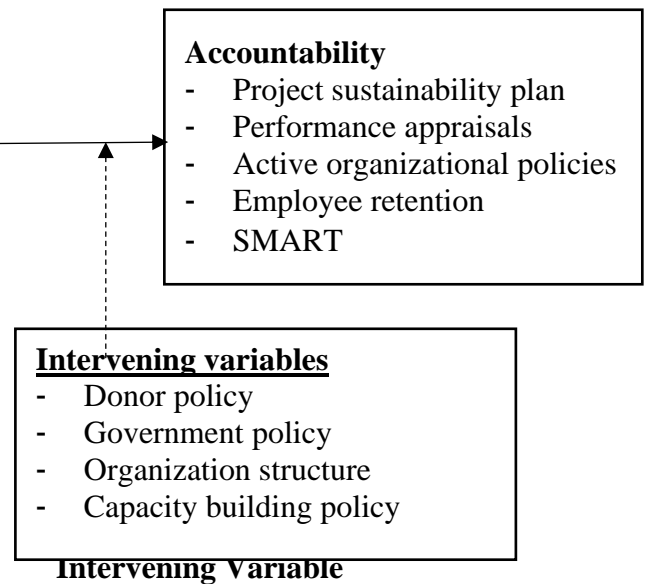 Accountability
- Project sustainability plan
- Performance appraisals
- Active organizational policies
- Employee retention
- SMART
Intervening variables
- Donor policy
- Government policy
- Organization structure
- Capacity building policy
Intervening Variable